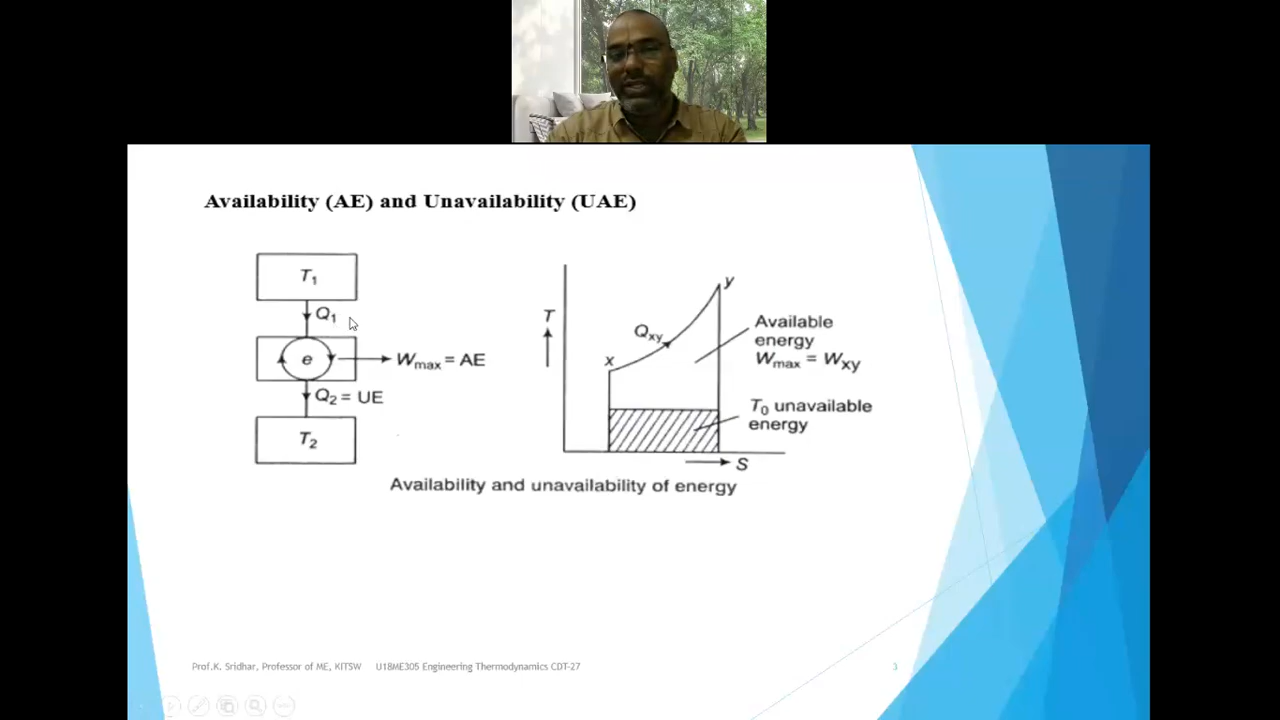 Availability (AE) and Unavailability (UAE)
T1
Q1
e
Wmax = AE
Q2 = UE
T2
T
Qxy
x
y
Available
energy
Wmax = Wxy
T0 unavailable
energy
S
Availability and unavailability of energy
Prof.K. Sridhar, Professor of ME, KITSW U18ME305 Engineering Thermodynamics CDT-27
3